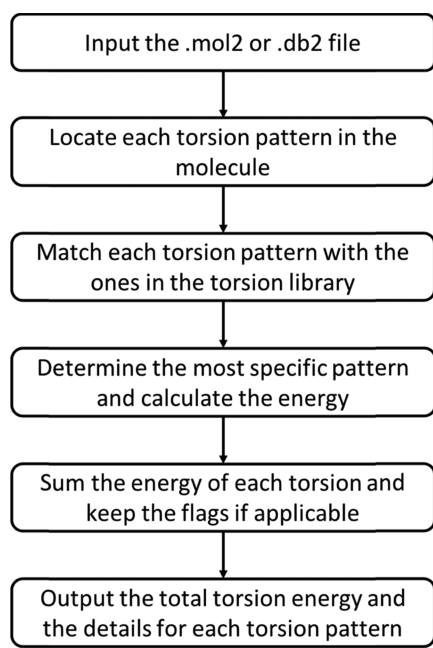 Input the .mol2 or .db2 file
Locate each torsion pattern in the
molecule
Match each torsion pattern with the
ones in the torsion library
Determine the most specific pattern
and calculate the energy
Sum the energy of each torsion and
keep the flags if applicable
Output the total torsion energy and
the details for each torsion pattern